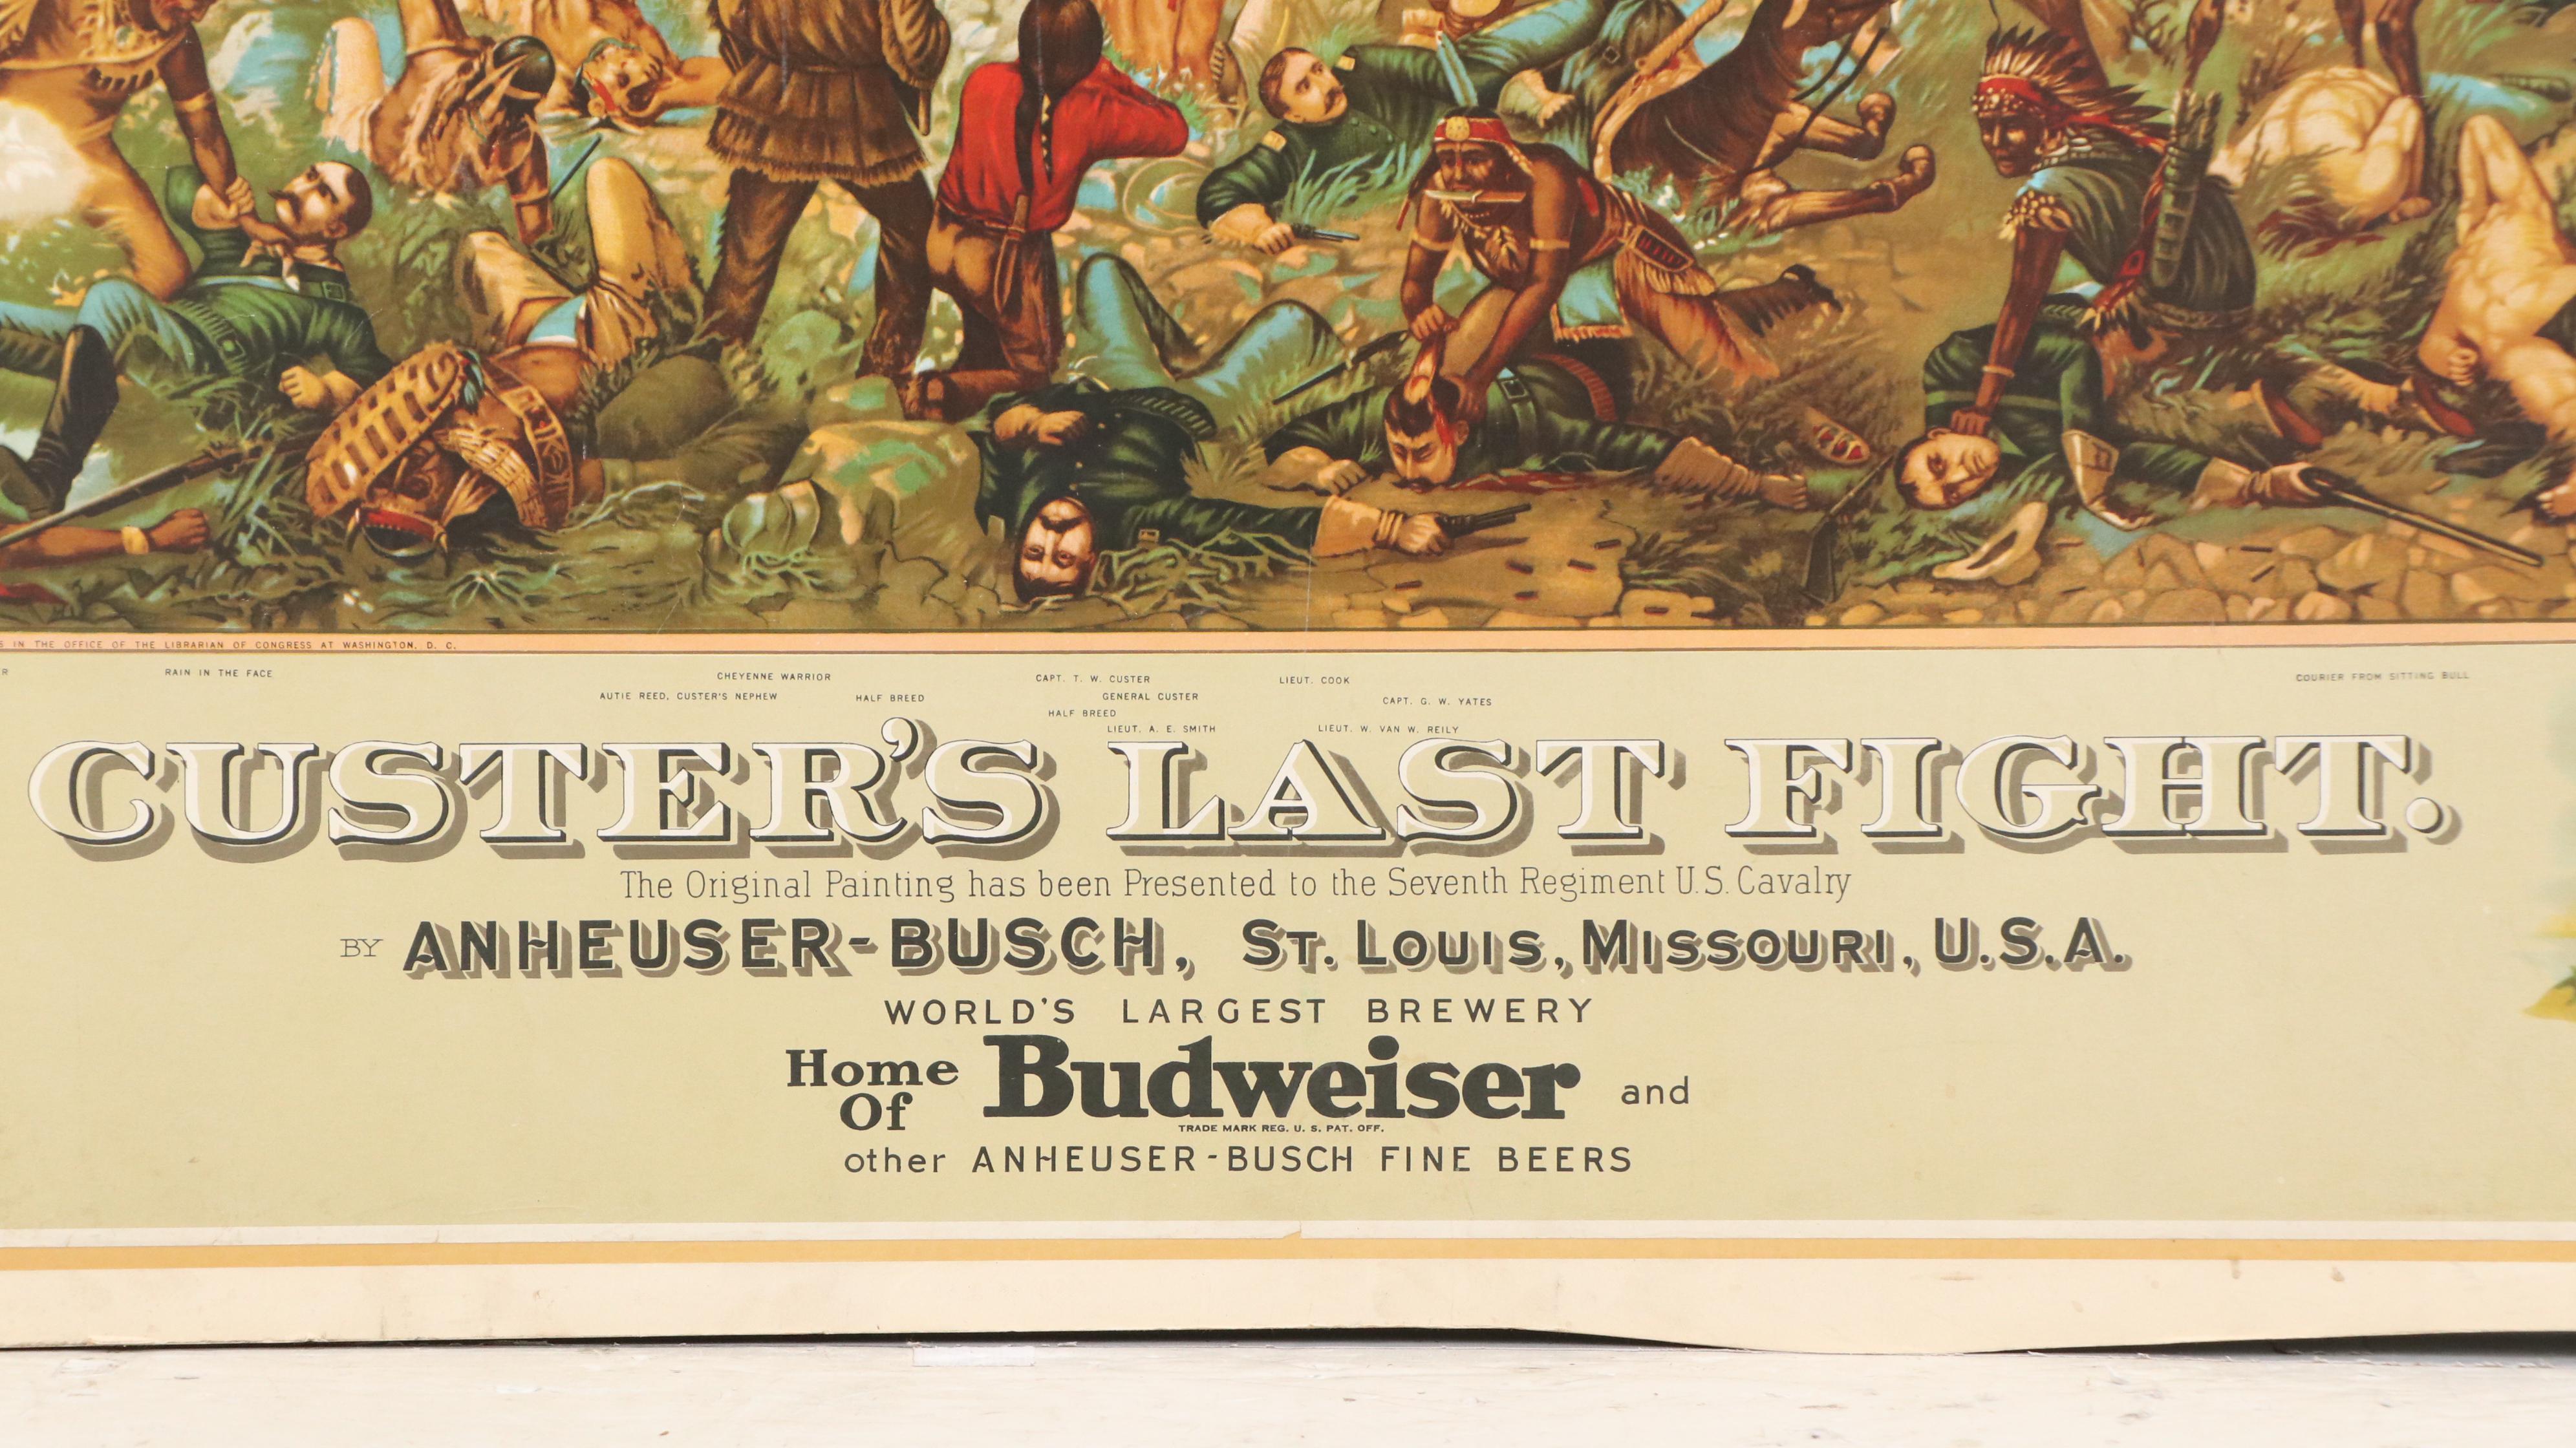 IN THE OFFICE OF THE LIBRARIAN OF CONGRESS AT WASHINGTON, D. C.
RAIN IN THE FACE
CHEYENNE WARRIOR
CAPT. T. W. CUSTER
LIEUT. COOK
COURIER FROM SITTING BULL
AUTIE REED, CUSTER'S NEPHEW
HALF BREED
GENERAL CUSTER
CAPT. G. W. YATES
HALF BREED
LIEUT. A. E. SMITH
LIEUT. W. VAN W. REILY
CUSTER'S LAST FIGHT.
The Original Painting has been Presented to the Seventh Regiment U.S. Cavalry
BY ANHEUSER-BUSCH, ST. LOUIS, MISSOURI, U.S.A.
WORLD'S LARGEST BREWERY
Home Of Budweiser and
TRADE MARK REG. U. S. PAT. OFF.
other ANHEUSER-BUSCH FINE BEERS